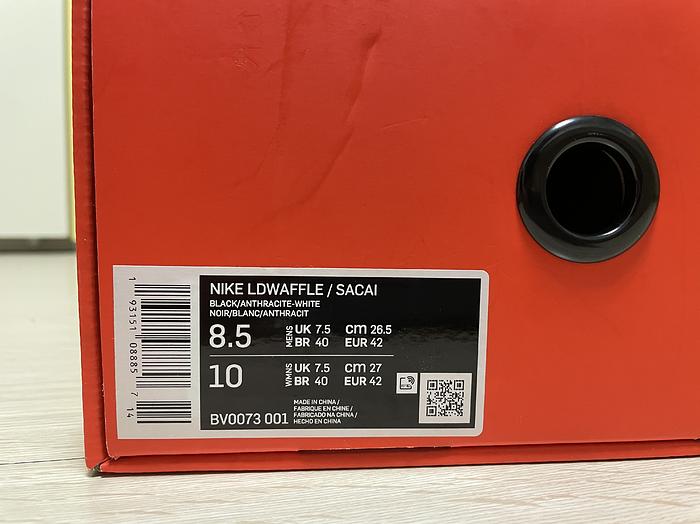 NIKE LDWAFFLE / SACAI
BLACK/ANTHRACITE-WHITE
NOIR/BLANC/ANTHRACIT
8.5 MENS UK 7.5 CM 26.5
BR 40 EUR 42
10 WMNS UK 7.5 CM 27
BR 40 EUR 42
BV0073 001
MADE IN CHINA /
FABRIQUE EN CHINE /
FABRICADO NA CHINA /
HECHO EN CHINA
1 93151 08885 7 14